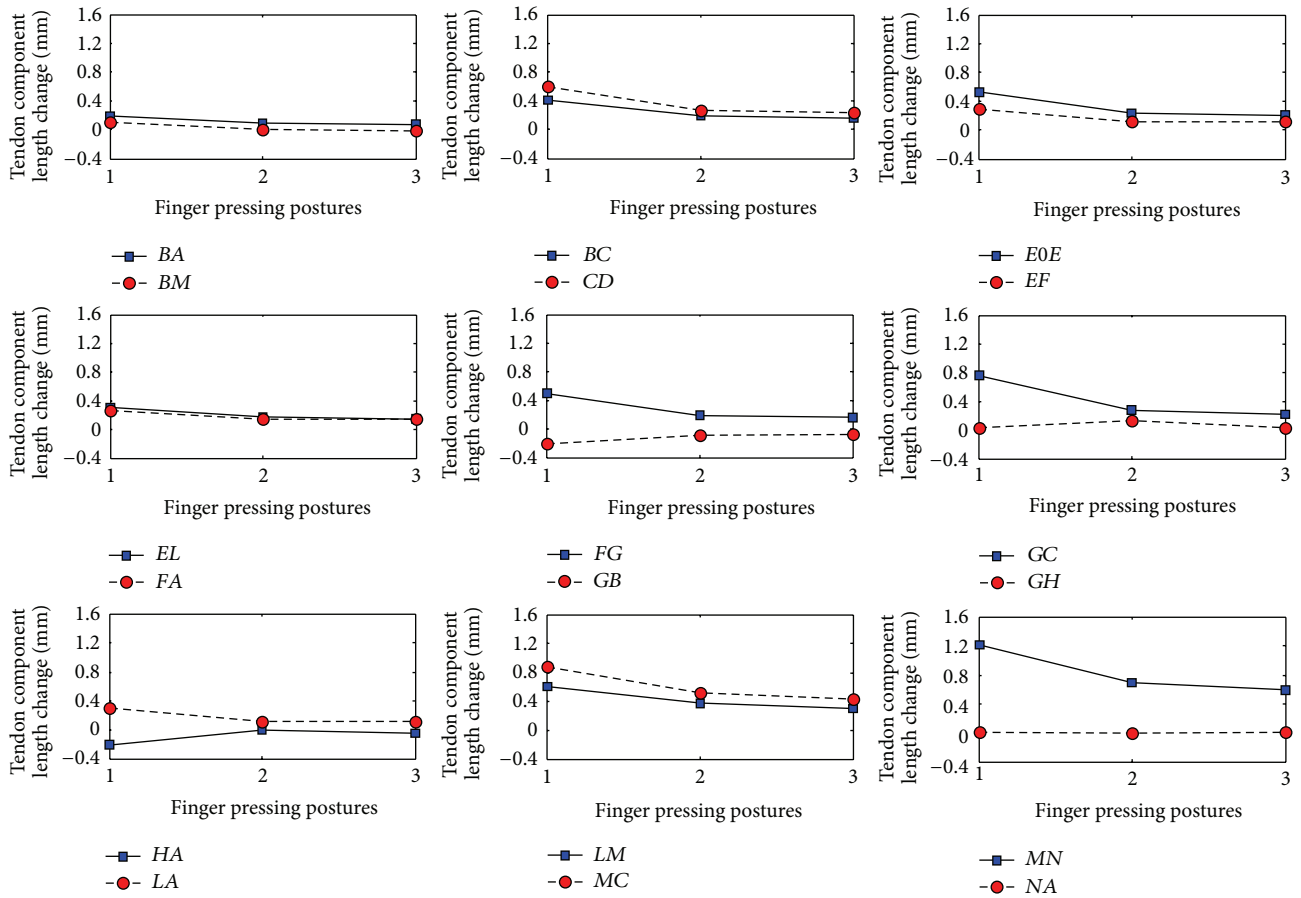 Tendon component
length change (mm)
1.6
1.2
0.8
0.4
0
−0.4
1 2 3
Finger pressing postures
BA
BM
Tendon component
length change (mm)
1.6
1.2
0.8
0.4
0
−0.4
1 2 3
Finger pressing postures
BC
CD
Tendon component
length change (mm)
1.6
1.2
0.8
0.4
0
−0.4
1 2 3
Finger pressing postures
E0E
EF
Tendon component
length change (mm)
1.6
1.2
0.8
0.4
0
−0.4
1 2 3
Finger pressing postures
EL
FA
Tendon component
length change (mm)
1.6
1.2
0.8
0.4
0
−0.4
1 2 3
Finger pressing postures
FG
GB
Tendon component
length change (mm)
1.6
1.2
0.8
0.4
0
−0.4
1 2 3
Finger pressing postures
GC
GH
Tendon component
length change (mm)
1.6
1.2
0.8
0.4
0
−0.4
1 2 3
Finger pressing postures
HA
LA
Tendon component
length change (mm)
1.6
1.2
0.8
0.4
0
−0.4
1 2 3
Finger pressing postures
LM
MC
Tendon component
length change (mm)
1.6
1.2
0.8
0.4
0
−0.4
1 2 3
Finger pressing postures
MN
NA